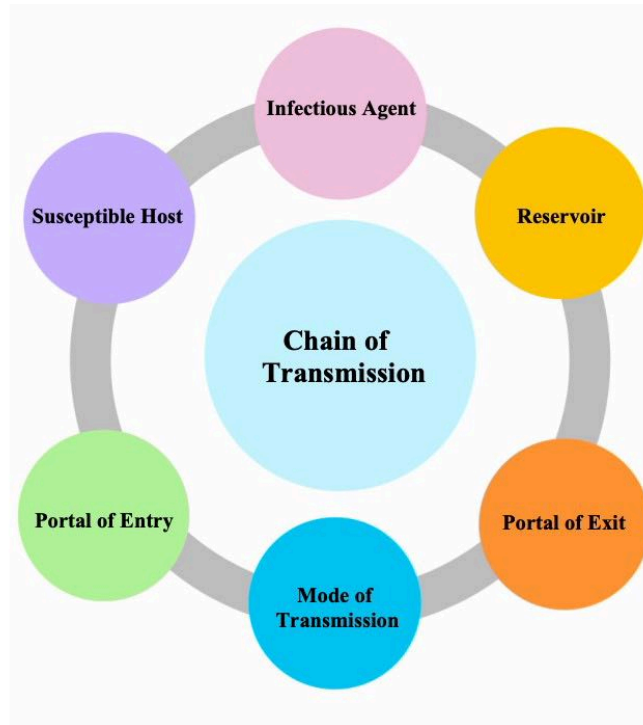 Infectious Agent
Susceptible Host
Reservoir
Chain of
Transmission
Portal of Entry
Portal of Exit
Mode of
Transmission